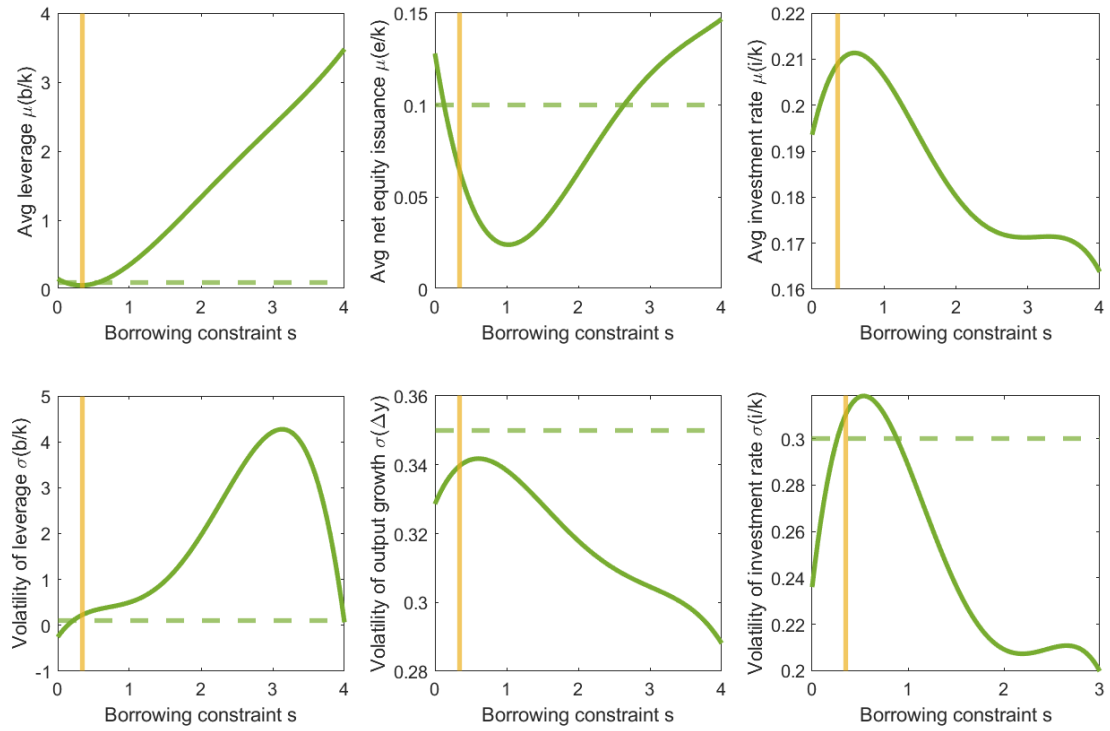 Avg leverage μ(b/k)
4
3
2
1
0
0 1 2 3 4
Borrowing constraint s
Avg net equity issuance μ(e/k)
0.15
0.1
0.05
0
0 1 2 3 4
Borrowing constraint s
Avg investment rate μ(i/k)
0.22
0.21
0.2
0.19
0.18
0.17
0.16
0 1 2 3 4
Borrowing constraint s
Volatility of leverage σ(b/k)
5
4
3
2
1
0
-1
0 1 2 3 4
Borrowing constraint s
Volatility of output growth σ(Δy)
0.36
0.34
0.32
0.3
0.28
0 1 2 3 4
Borrowing constraint s
Volatility of investment rate σ(i/k)
0.3
0.28
0.26
0.24
0.22
0.2
0 1 2 3
Borrowing constraint s